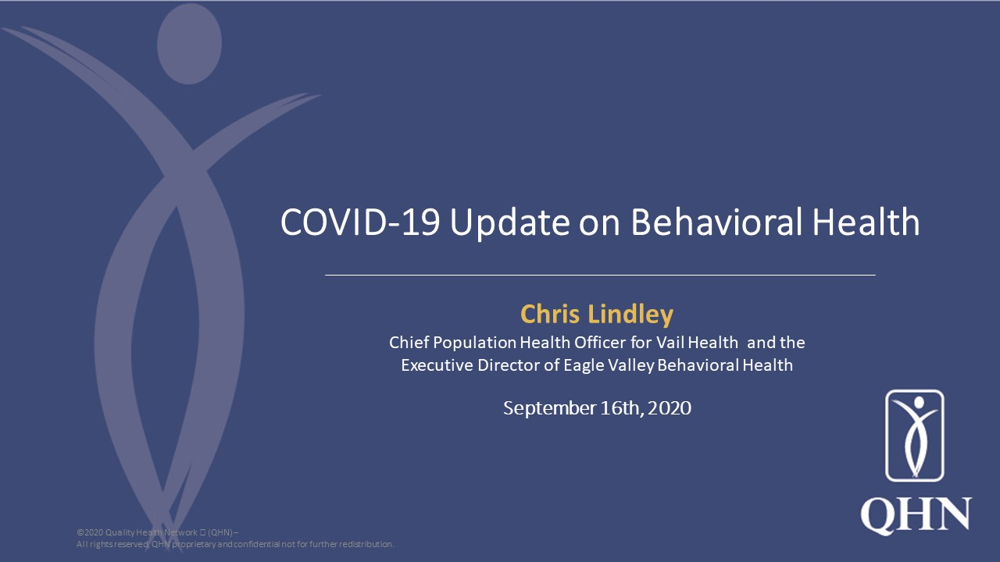 COVID-19 Update on Behavioral Health
Chris Lindley
Chief Population Health Officer for Vail Health and the
Executive Director of Eagle Valley Behavioral Health
September 16th, 2020
QHN
©2020 Quality Health Network (QHN) –
All rights reserved. QHN proprietary and confidential not for further redistribution.